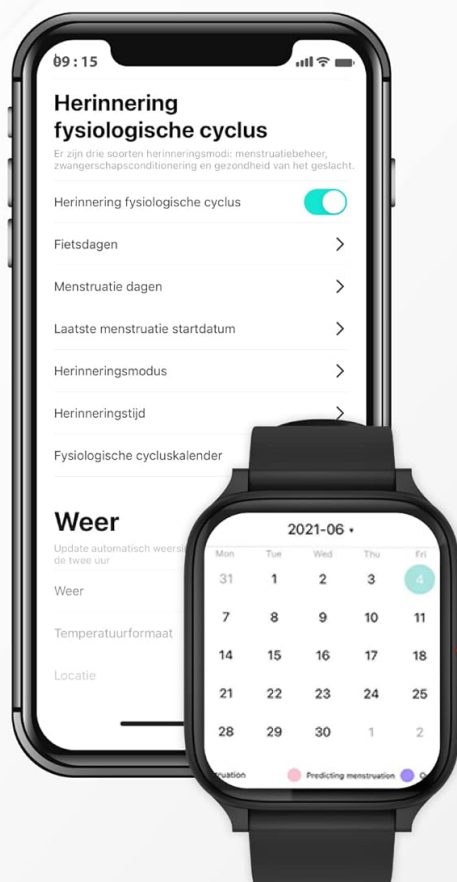 09:15
Herinnering
fysiologische cyclus
Er zijn drie soorten herinneringsmodi: menstruatiebeheer,
zwangerschapsconditionering en gezondheid van het geslacht.
Herinnering fysiologische cyclus
Fietsdagen
Menstruatie dagen
Laatste menstruatie startdatum
Herinneringsmodus
Herinneringstijd
Fysiologische cycluskalender
Weer
Update automatisch
de twee uur
Weer
Temperatuurformaat
Locatie
2021-06
Mon Tue Wed Thu Fri
31 1 2 3 4
7 8 9 10 11
14 15 16 17 18
21 22 23 24 25
28 29 30 1 2
Predicting menstruation